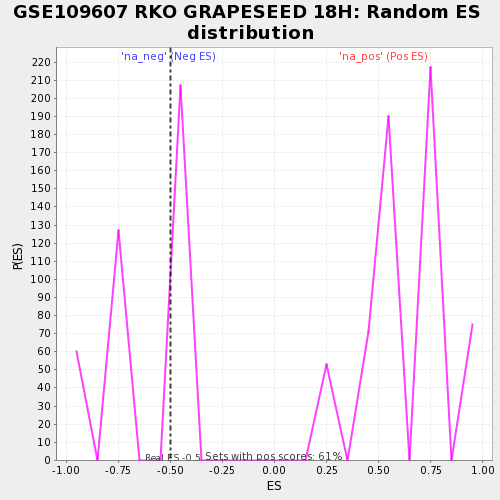 GSE109607 RKO GRAPESEED 18H: Random ES
distribution
'na_neg' (Neg ES)
'na_pos' (Pos ES)
220
210
200
190
180
170
160
150
140
130
120
110
100
90
80
70
60
50
40
30
20
10
0
P(ES)
Real ES -0.5
Sets with pos scores: 61%
-1.00 -0.75 -0.50 -0.25 0.00 0.25 0.50 0.75 1.00
ES